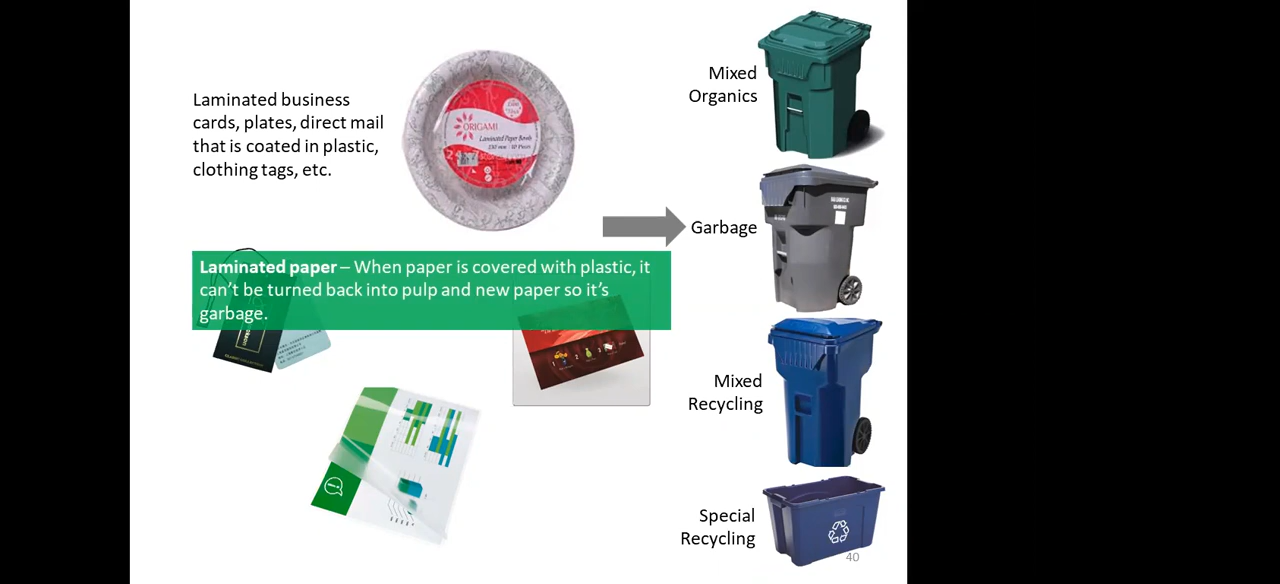 Laminated business
cards, plates, direct mail
that is coated in plastic,
clothing tags, etc.
ORIGAMI
Laminated Paper Bowls
Mixed
Organics
Garbage
Laminated paper – When paper is covered with plastic, it
can’t be turned back into pulp and new paper so it’s
garbage.
Mixed
Recycling
Special
Recycling
40